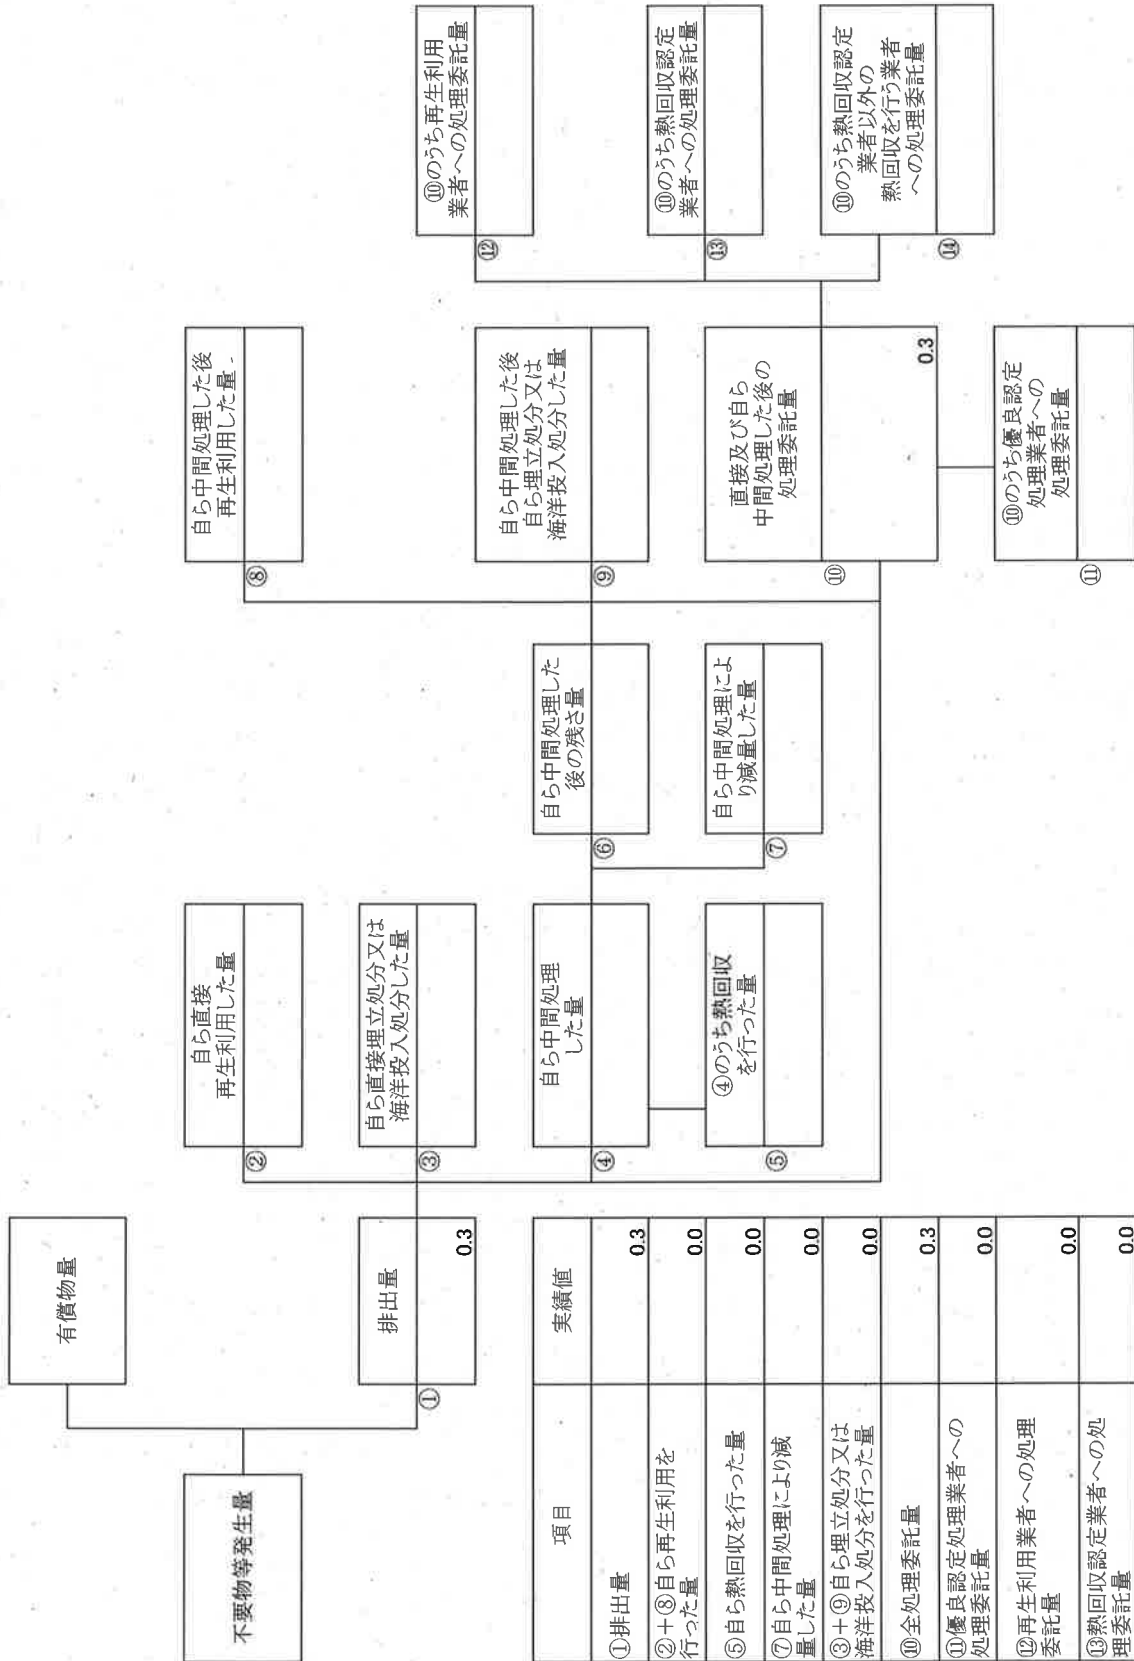 不要物等発生量
有償物量
排出量
①
0.3
自ら直接
再生利用した量
②
自ら直接埋立処分又は
海洋投入処分した量
③
自ら中間処理
した量
④
④のうち熱回収
を行った量
⑤
自ら中間処理した
後の残さ量
⑥
自ら中間処理によ
り減量した量
⑦
自ら中間処理した後
再生利用した量
⑧
自ら中間処理した後
自ら埋立処分又は
海洋投入処分した量
⑨
直接及び自ら
中間処理した後の
処理委託量
⑩
0.3
⑩のうち優良認定
処理業者への
処理委託量
⑪
⑩のうち再生利用
業者への処理委託量
⑫
⑩のうち熱回収認定
業者への処理委託量
⑬
⑩のうち熱回収認定
業者以外の
熱回収を行う業者
への処理委託量
⑭
項目 実績値
①排出量 0.3
②+⑧自ら再生利用を
行った量 0.0
⑤自ら熱回収を行った量 0.0
⑦自ら中間処理により減
量した量 0.0
③+⑨自ら埋立処分又は
海洋投入処分を行った量 0.0
⑩全処理委託量 0.3
⑪優良認定処理業者への
処理委託量 0.0
⑫再生利用業者への処理
委託量 0.0
⑬熱回収認定業者への処
理委託量 0.0